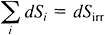 ∑_i dS_i = dS_irr